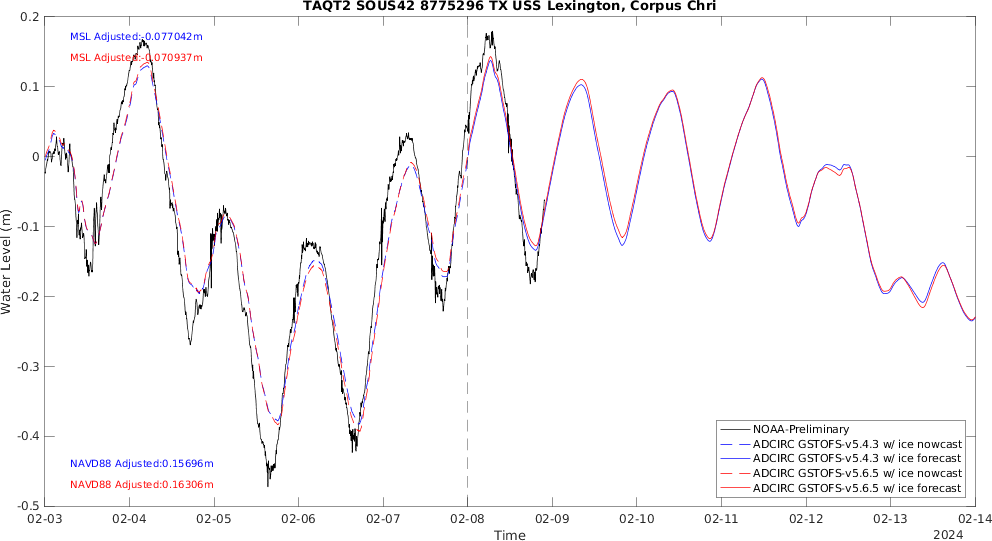 TAQT2 SOUS42 8775296 TX USS Lexington, Corpus Chri
MSL Adjusted:-0.077042m
MSL Adjusted:-0.070937m
0.2
0.1
0
-0.1
-0.2
-0.3
-0.4
-0.5
Water Level (m)
NAVD88 Adjusted:0.15696m
NAVD88 Adjusted:0.16306m
NOAA-Preliminary
ADCIRC GSTOFS-v5.4.3 w/ ice nowcast
ADCIRC GSTOFS-v5.4.3 w/ ice forecast
ADCIRC GSTOFS-v5.6.5 w/ ice nowcast
ADCIRC GSTOFS-v5.6.5 w/ ice forecast
02-03 02-04 02-05 02-06 02-07 02-08 02-09 02-10 02-11 02-12 02-13 02-14
Time
2024